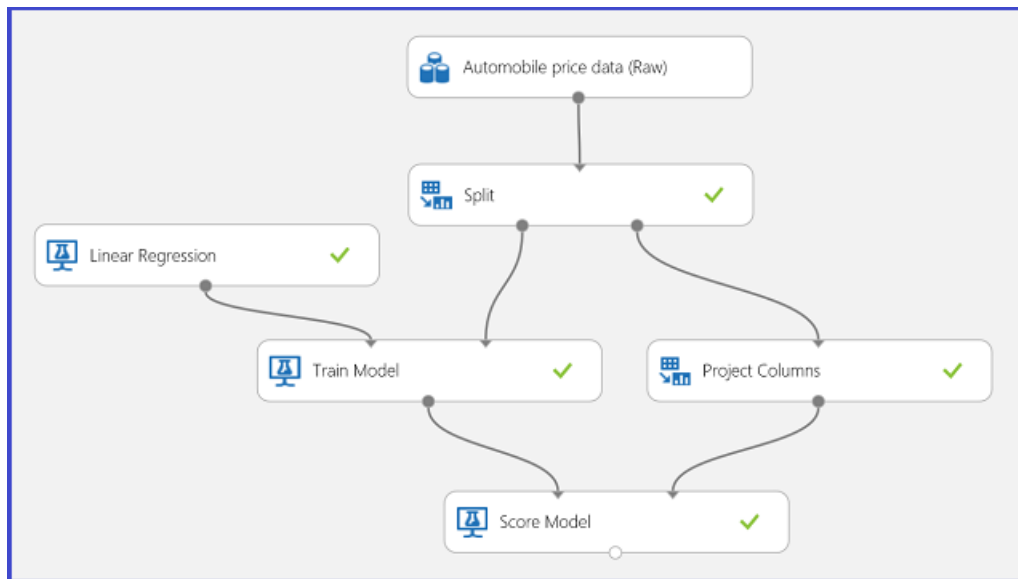 Automobile price data (Raw)
Split
Linear Regression
Train Model
Project Columns
Score Model